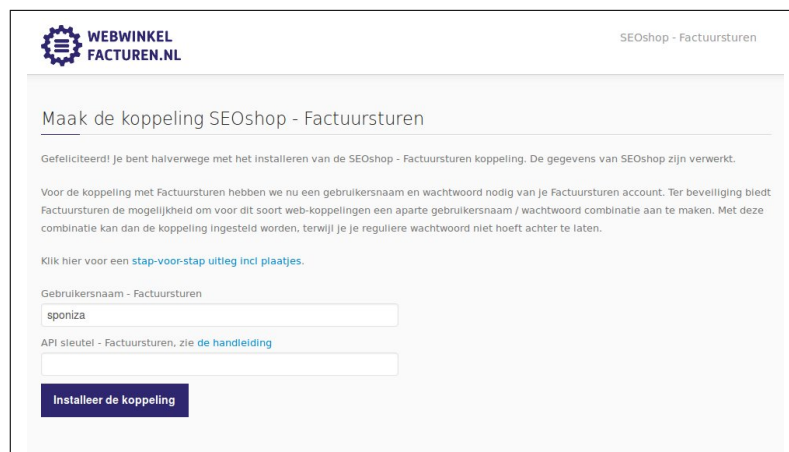 WEBWINKEL
FACTUREN.NL
SEOshop - Factuursturen
Maak de koppeling SEOshop - Factuursturen
Gefeliciteerd! Je bent halverwege met het installeren van de SEOshop - Factuursturen koppeling. De gegevens van SEOshop zijn verwerkt.
Voor de koppeling met Factuursturen hebben we nu een gebruikersnaam en wachtwoord nodig van je Factuursturen account. Ter beveiliging biedt
Factuursturen de mogelijkheid om voor dit soort web-koppelingen een aparte gebruikersnaam / wachtwoord combinatie aan te maken. Met deze
combinatie kan dan de koppeling ingesteld worden, terwijl je je reguliere wachtwoord niet hoeft achter te laten.
Klik hier voor een stap-voor-stap uitleg incl plaatjes.
Gebruikersnaam - Factuursturen
sponiza
API sleutel - Factuursturen, zie de handleiding
Installeer de koppeling